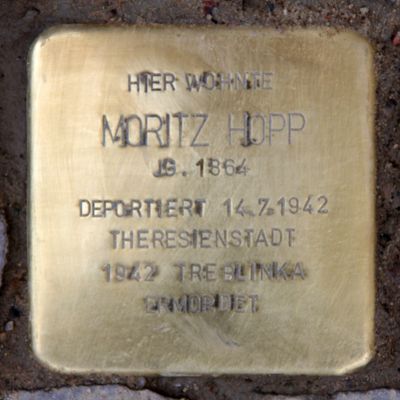 HIER WOHNTE
MORITZ HOPP
JG. 1864
DEPORTIERT 14.7.1942
THERESIENSTADT
1942 TREBLINKA
ERMORDET